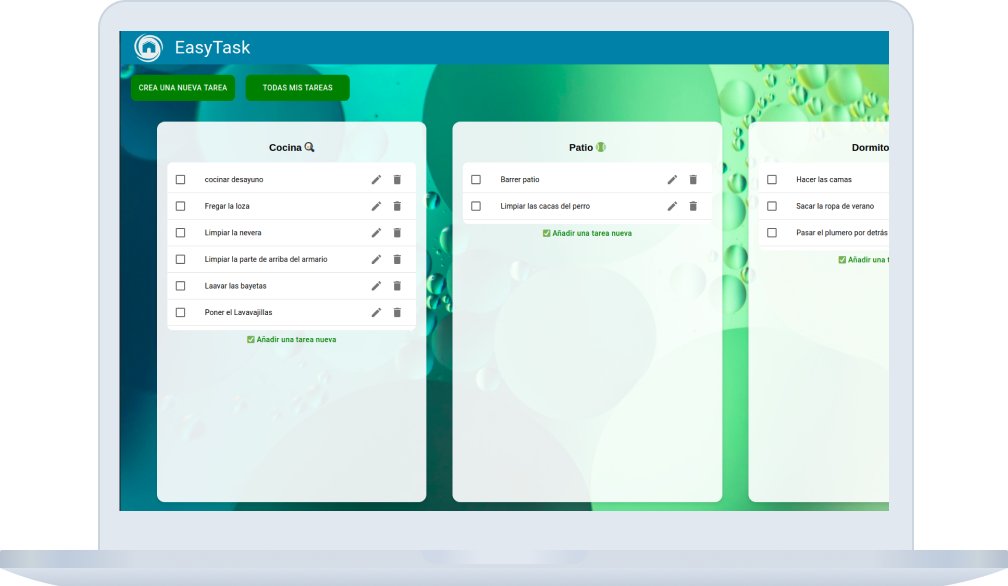 EasyTask
CREA UNA NUEVA TAREA
TODAS MIS TAREAS
Cocina
cocinar desayuno
Fregar la loza
Limpiar la nevera
Limpiar la parte de arriba del armario
Laavar las bayetas
Poner el Lavavajillas
Añadir una tarea nueva
Patio
Barrer patio
Limpiar las cacas del perro
Añadir una tarea nueva
Dormito
Hacer las camas
Sacar la ropa de verano
Pasar el plumero por detrás
Añadir una t